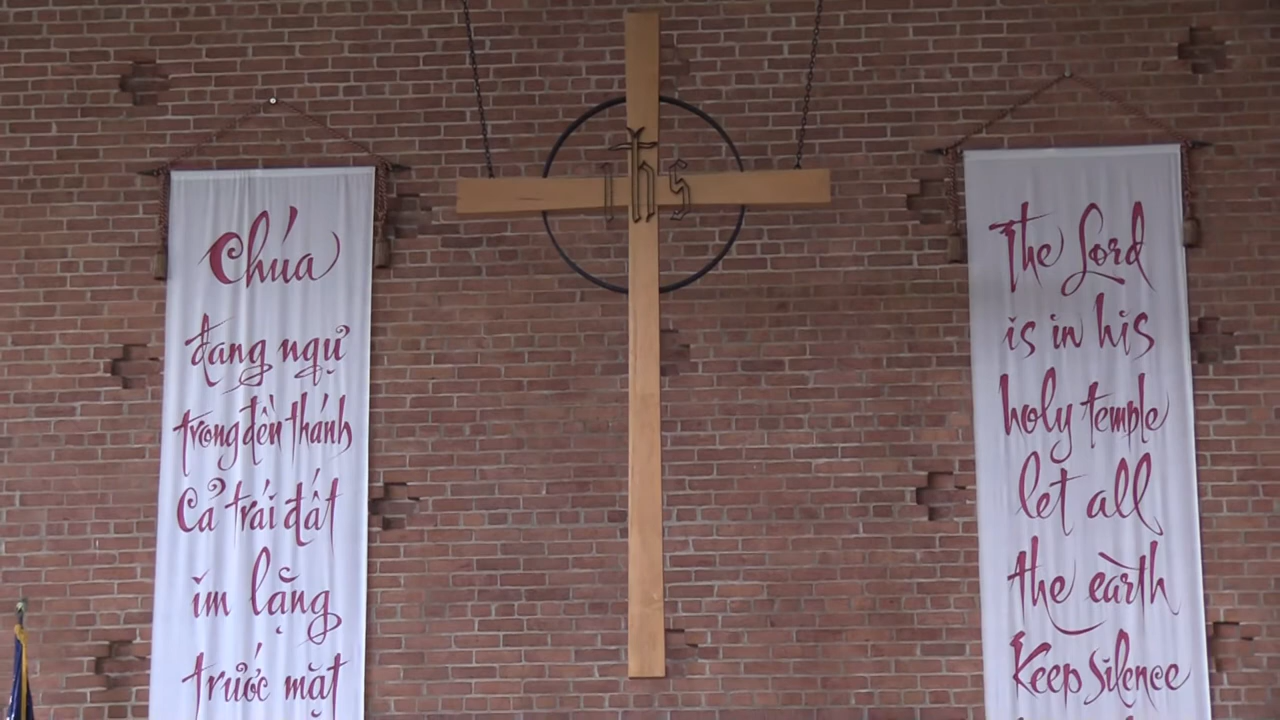 Chúa
đang ngự
trong đền thánh
Cả trái đất
im lặng
trước mặt
ihs
The Lord
is in his
holy temple
let all
the earth
Keep Silence